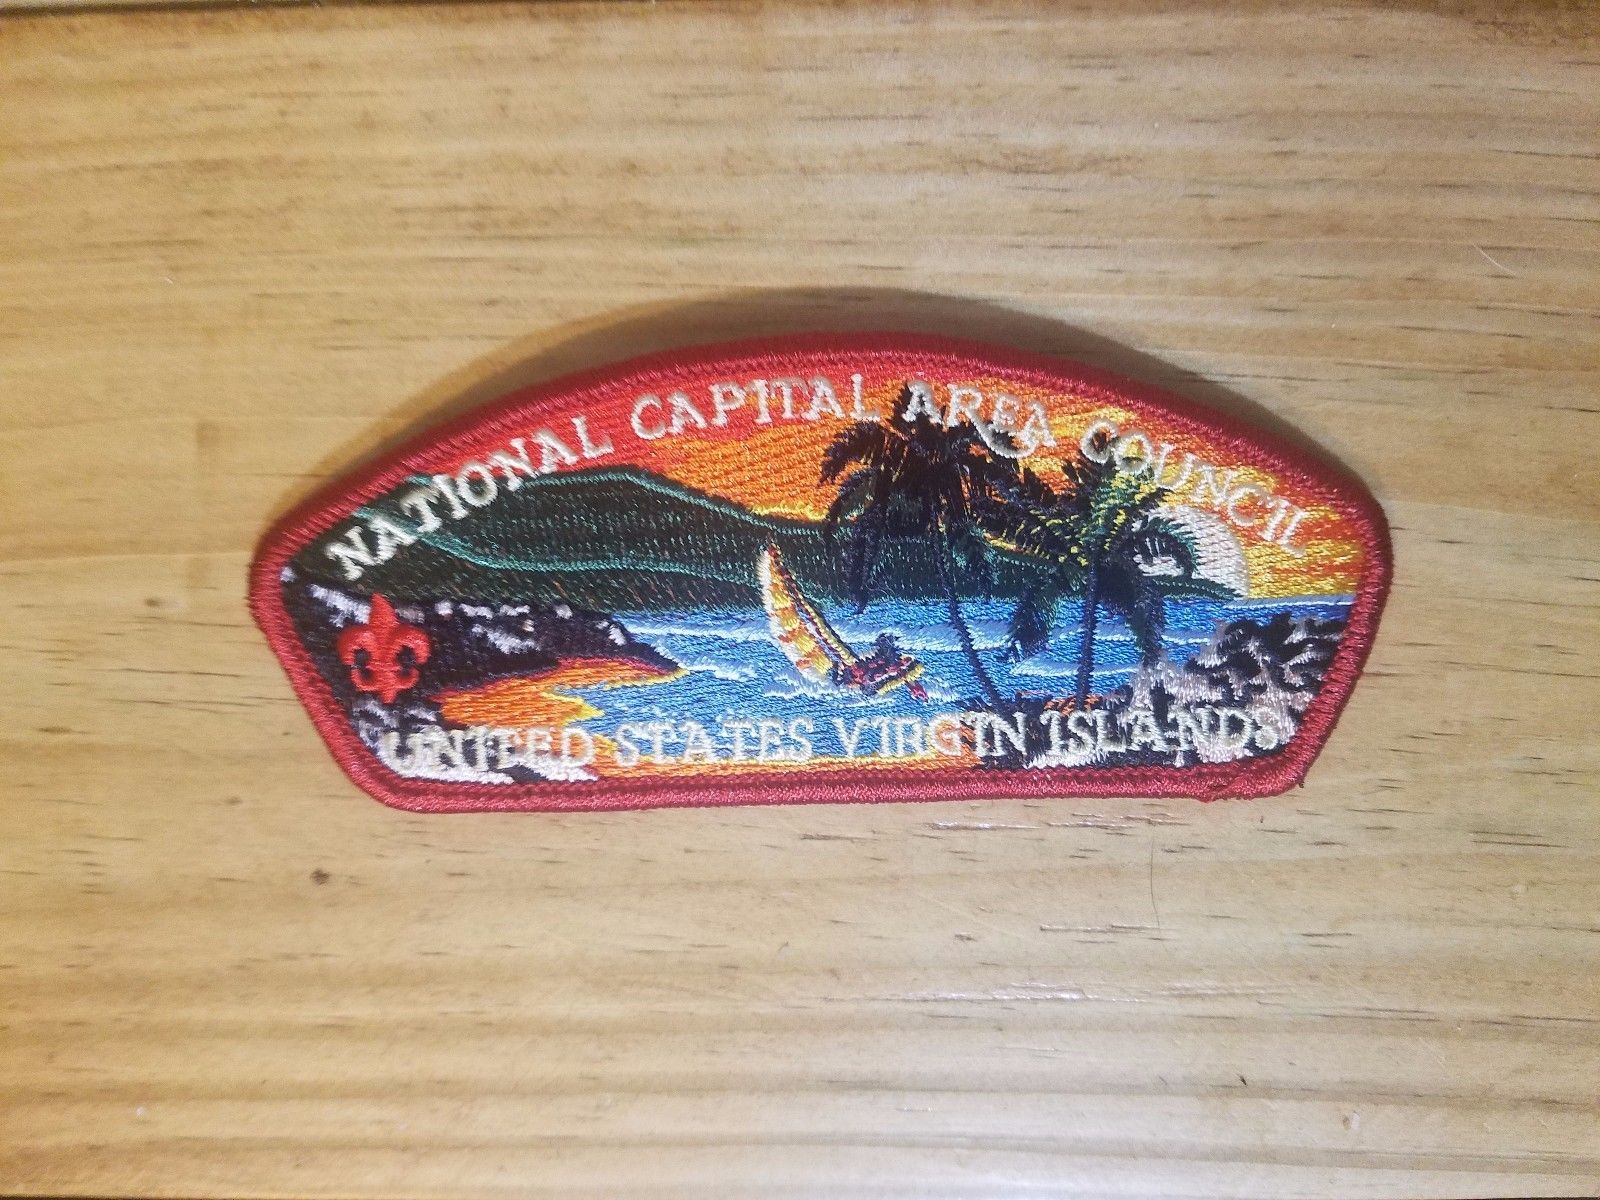 NATIONAL CAPITAL AREA COUNCIL
UNITED STATES VIRGIN ISLANDS